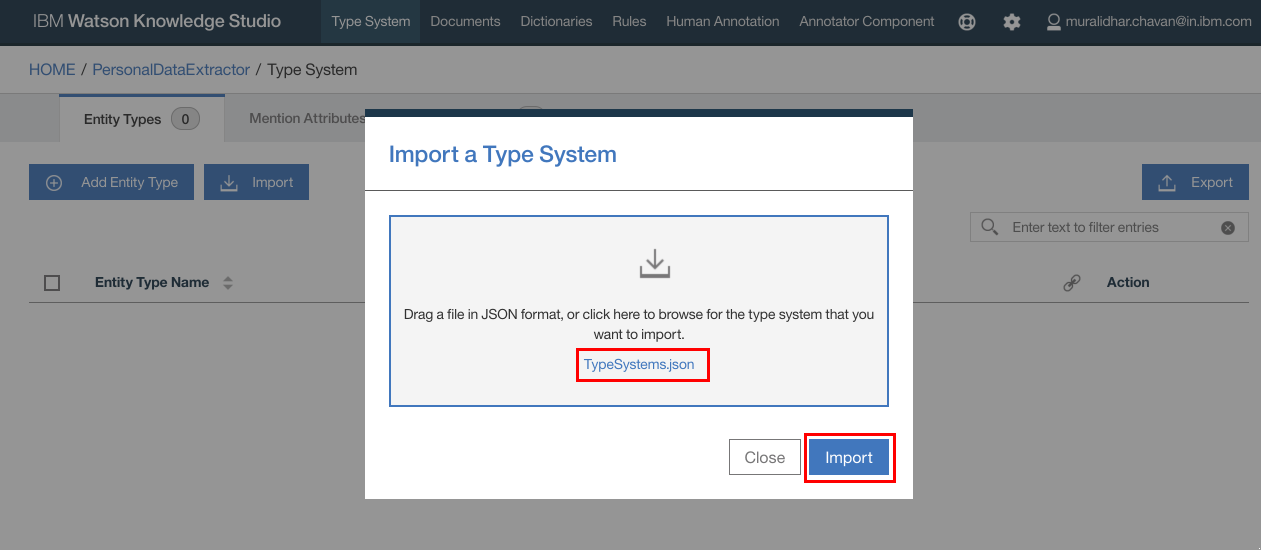 IBM Watson Knowledge Studio Type System Documents Dictionaries Rules Human Annotation Annotator Component muralidhar.chavan@in.ibm.com
HOME / PersonalDataExtractor / Type System
Entity Types 0 Mention Attributes
Import a Type System
Add Entity Type Import Export
Enter text to filter entries
Entity Type Name Action
Drag a file in JSON format, or click here to browse for the type system that you
want to import.
TypeSystems.json
Close Import